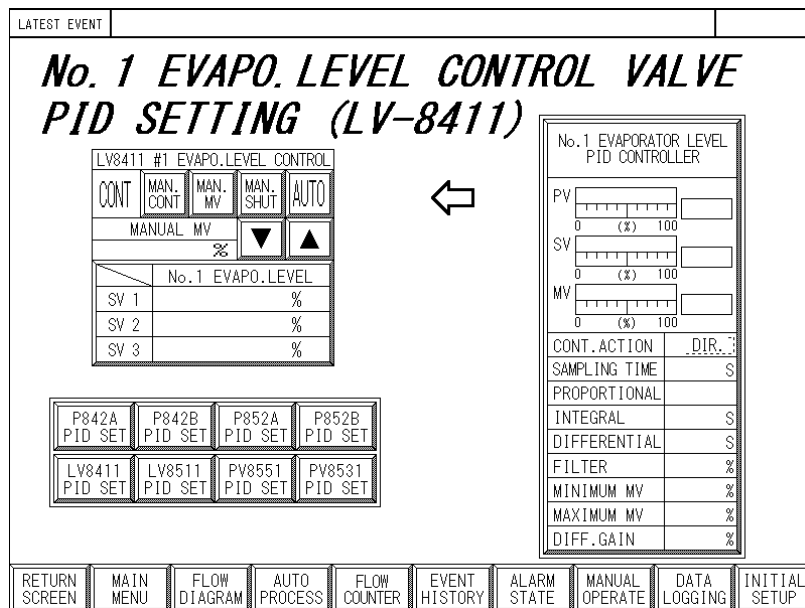 LATEST EVENT
No. 1 EVAPO. LEVEL CONTROL VALVE
PID SETTING (LV-8411)
LV8411 #1 EVAPO.LEVEL CONTROL
CONT MAN. CONT MAN. MV MAN. SHUT AUTO
MANUAL MV
%
▼ ▲
No.1 EVAPO.LEVEL
SV 1 %
SV 2 %
SV 3 %
P842A PID SET P842B PID SET P852A PID SET P852B PID SET
LV8411 PID SET LV8511 PID SET PV8551 PID SET PV8531 PID SET
No.1 EVAPORATOR LEVEL
PID CONTROLLER
PV
0 (%) 100
SV
0 (%) 100
MV
0 (%) 100
CONT.ACTION DIR.
SAMPLING TIME S
PROPORTIONAL
INTEGRAL S
DIFFERENTIAL S
FILTER %
MINIMUM MV %
MAXIMUM MV %
DIFF.GAIN %
RETURN SCREEN MAIN MENU FLOW DIAGRAM AUTO PROCESS FLOW COUNTER EVENT HISTORY ALARM STATE MANUAL OPERATE DATA LOGGING INITIAL SETUP